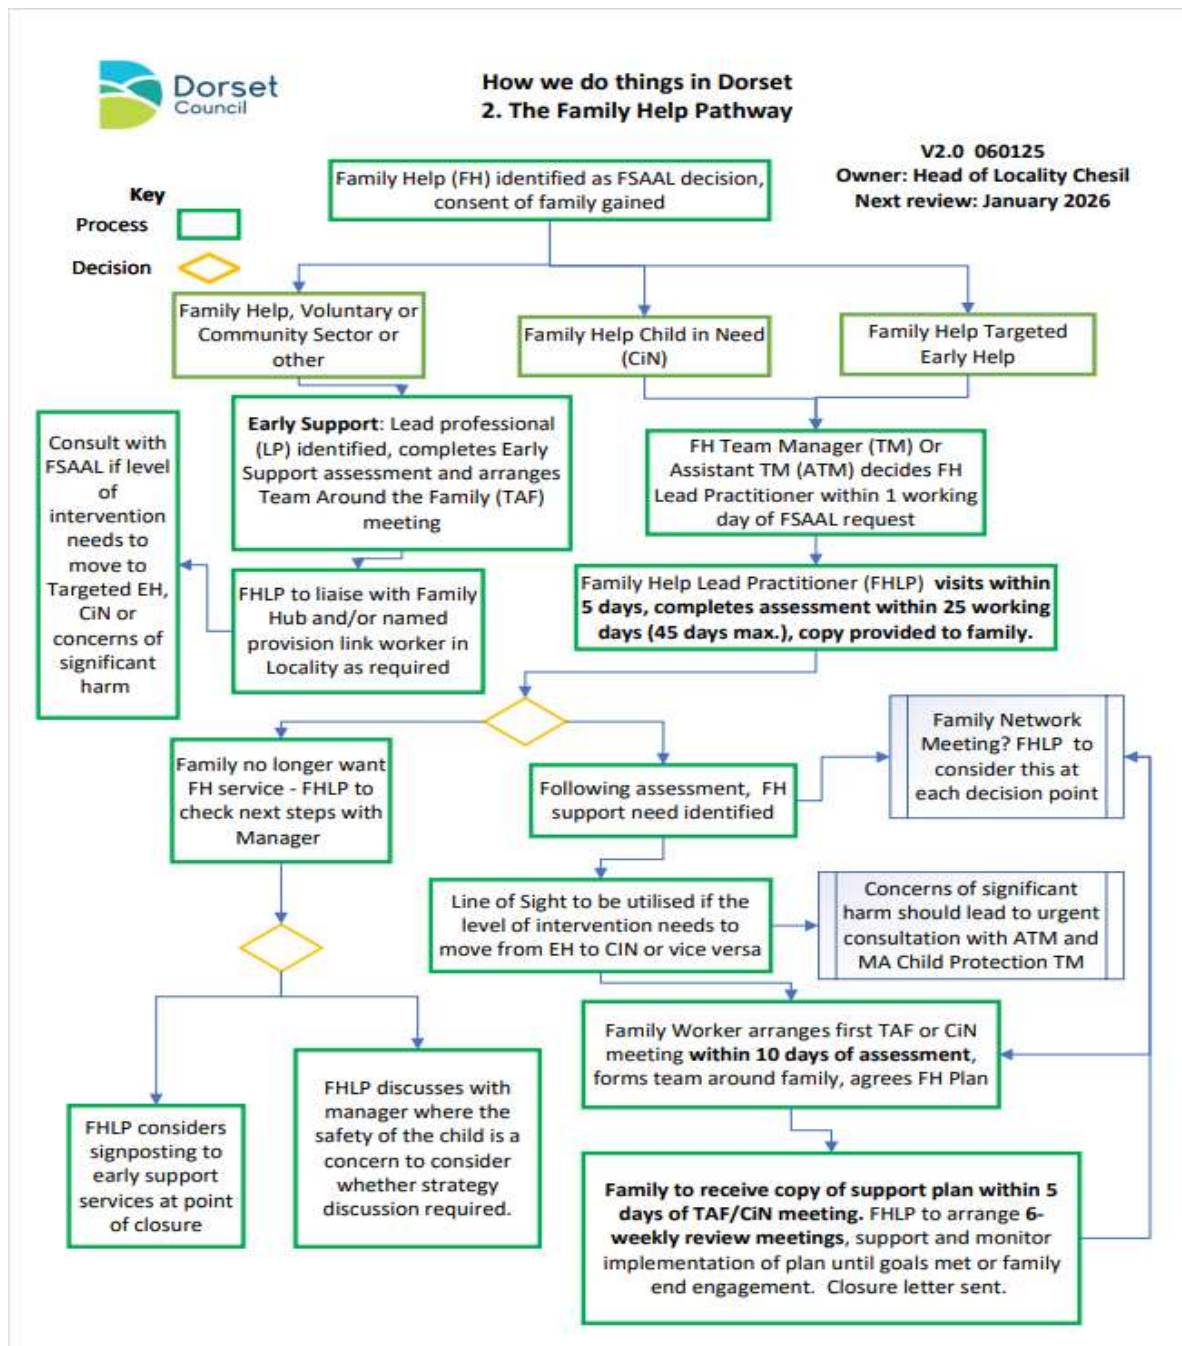 Dorset
Council
How we do things in Dorset
2. The Family Help Pathway
V2.0 060125
Owner: Head of Locality Chesil
Next review: January 2026
Key
Process
Decision
Family Help (FH) identified as FSAAL decision,
consent of family gained
Family Help, Voluntary or
Community Sector or
other
Family Help Child in Need
(CiN)
Family Help Targeted
Early Help
Consult with
FSAAL if level
of
intervention
needs to
move to
Targeted EH,
CiN or
concerns of
significant
harm
Early Support: Lead professional
(LP) identified, completes Early
Support assessment and arranges
Team Around the Family (TAF)
meeting
FH Team Manager (TM) Or
Assistant TM (ATM) decides FH
Lead Practitioner within 1 working
day of FSAAL request
FHLP to liaise with Family
Hub and/or named
provision link worker in
Locality as required
Family Help Lead Practitioner (FHLP) visits within
5 days, completes assessment within 25 working
days (45 days max.), copy provided to family.
Family no longer want
FH service - FHLP to
check next steps with
Manager
Following assessment, FH
support need identified
Family Network
Meeting? FHLP to
consider this at
each decision point
Line of Sight to be utilised if the
level of intervention needs to
move from EH to CIN or vice versa
Concerns of significant
harm should lead to urgent
consultation with ATM and
MA Child Protection TM
Family Worker arranges first TAF or CiN
meeting within 10 days of assessment,
forms team around family, agrees FH Plan
FHLP considers
signposting to
early support
services at point
of closure
FHLP discusses with
manager where the
safety of the child is a
concern to consider
whether strategy
discussion required.
Family to receive copy of support plan within 5
days of TAF/CiN meeting. FHLP to arrange 6-
weekly review meetings, support and monitor
implementation of plan until goals met or family
end engagement. Closure letter sent.